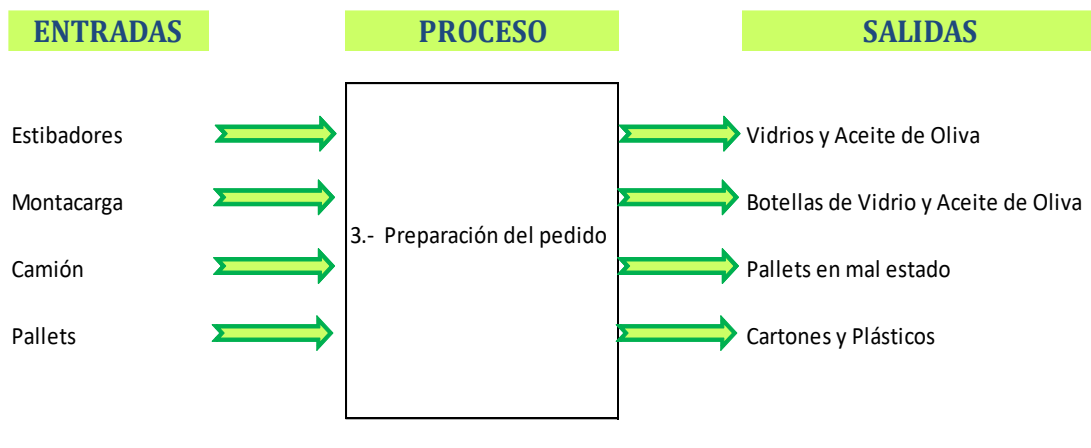 ENTRADAS PROCESO SALIDAS
Estibadores Vidrios y Aceite de Oliva
Montacarga Botellas de Vidrio y Aceite de Oliva
3.- Preparación del pedido
Camión Pallets en mal estado
Pallets Cartones y Plásticos